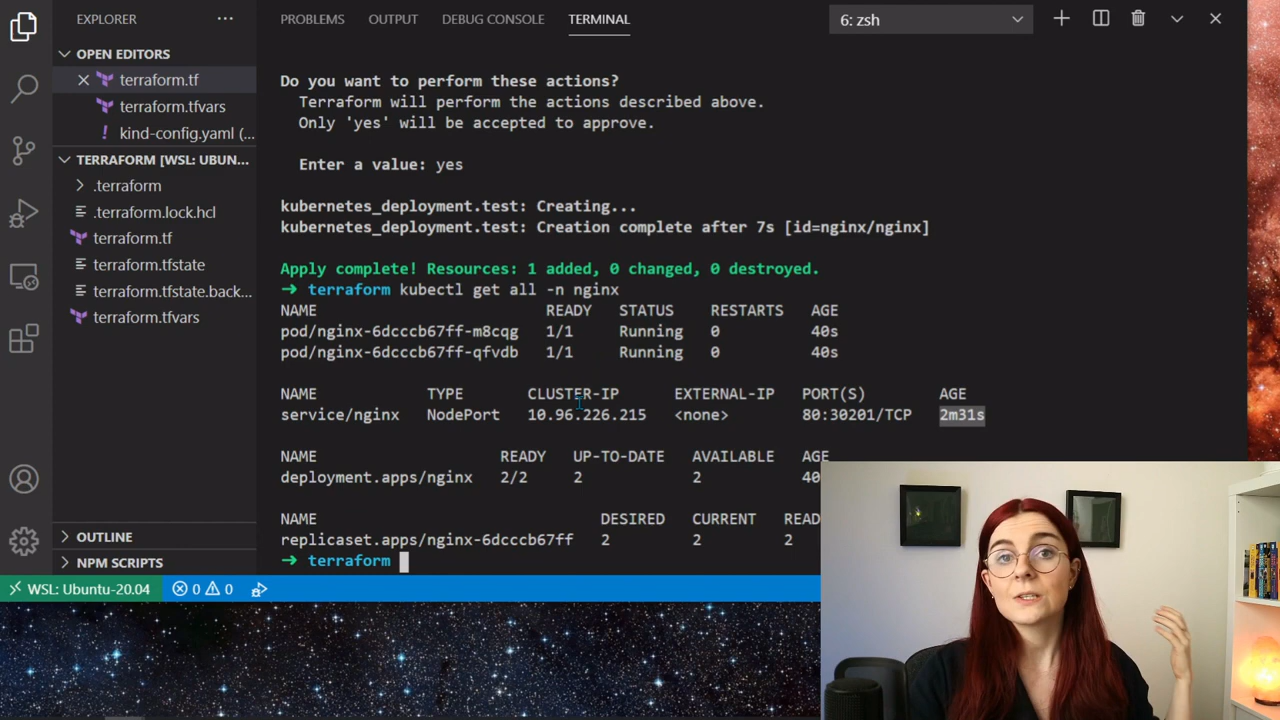 EXPLORER
OPEN EDITORS
terraform.tf
terraform.tfvars
kind-config.yaml (...
TERRAFORM [WSL: UBUN...
.terraform
.terraform.lock.hcl
terraform.tf
terraform.tfstate
terraform.tfstate.back...
terraform.tfvars
OUTLINE
NPM SCRIPTS
PROBLEMS OUTPUT DEBUG CONSOLE TERMINAL 6: zsh
Do you want to perform these actions?
Terraform will perform the actions described above.
Only 'yes' will be accepted to approve.
Enter a value: yes
kubernetes_deployment.test: Creating...
kubernetes_deployment.test: Creation complete after 7s [id=nginx/nginx]
Apply complete! Resources: 1 added, 0 changed, 0 destroyed.
➜ terraform kubectl get all -n nginx
NAME READY STATUS RESTARTS AGE
pod/nginx-6dcccb67ff-m8cqg 1/1 Running 0 40s
pod/nginx-6dcccb67ff-qfvdb 1/1 Running 0 40s
NAME TYPE CLUSTER-IP EXTERNAL-IP PORT(S) AGE
service/nginx NodePort 10.96.226.215 <none> 80:30201/TCP 2m31s
NAME READY UP-TO-DATE AVAILABLE AGE
deployment.apps/nginx 2/2 2 2 40
NAME DESIRED CURRENT READ
replicaset.apps/nginx-6dcccb67ff 2 2 2
➜ terraform
WSL: Ubuntu-20.04 0 0